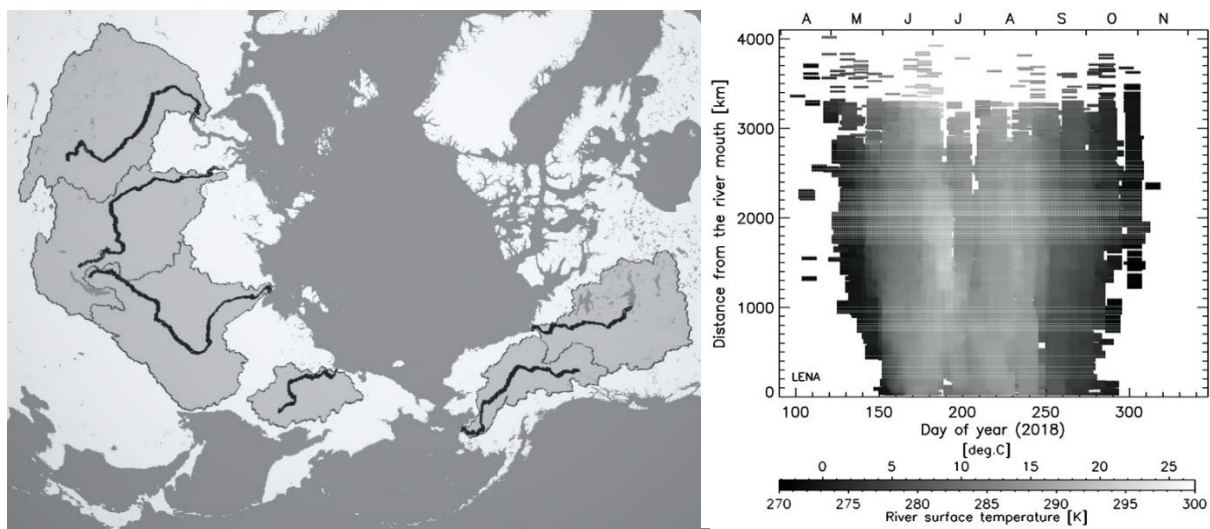 A M J J A S O N
4000
3000
2000
1000
0
Distance from the river mouth [km]
LENA
100 150 200 250 300
Day of year (2018)
[deg.C]
0 5 10 15 20 25
270 275 280 285 290 295 300
River surface temperature [K]